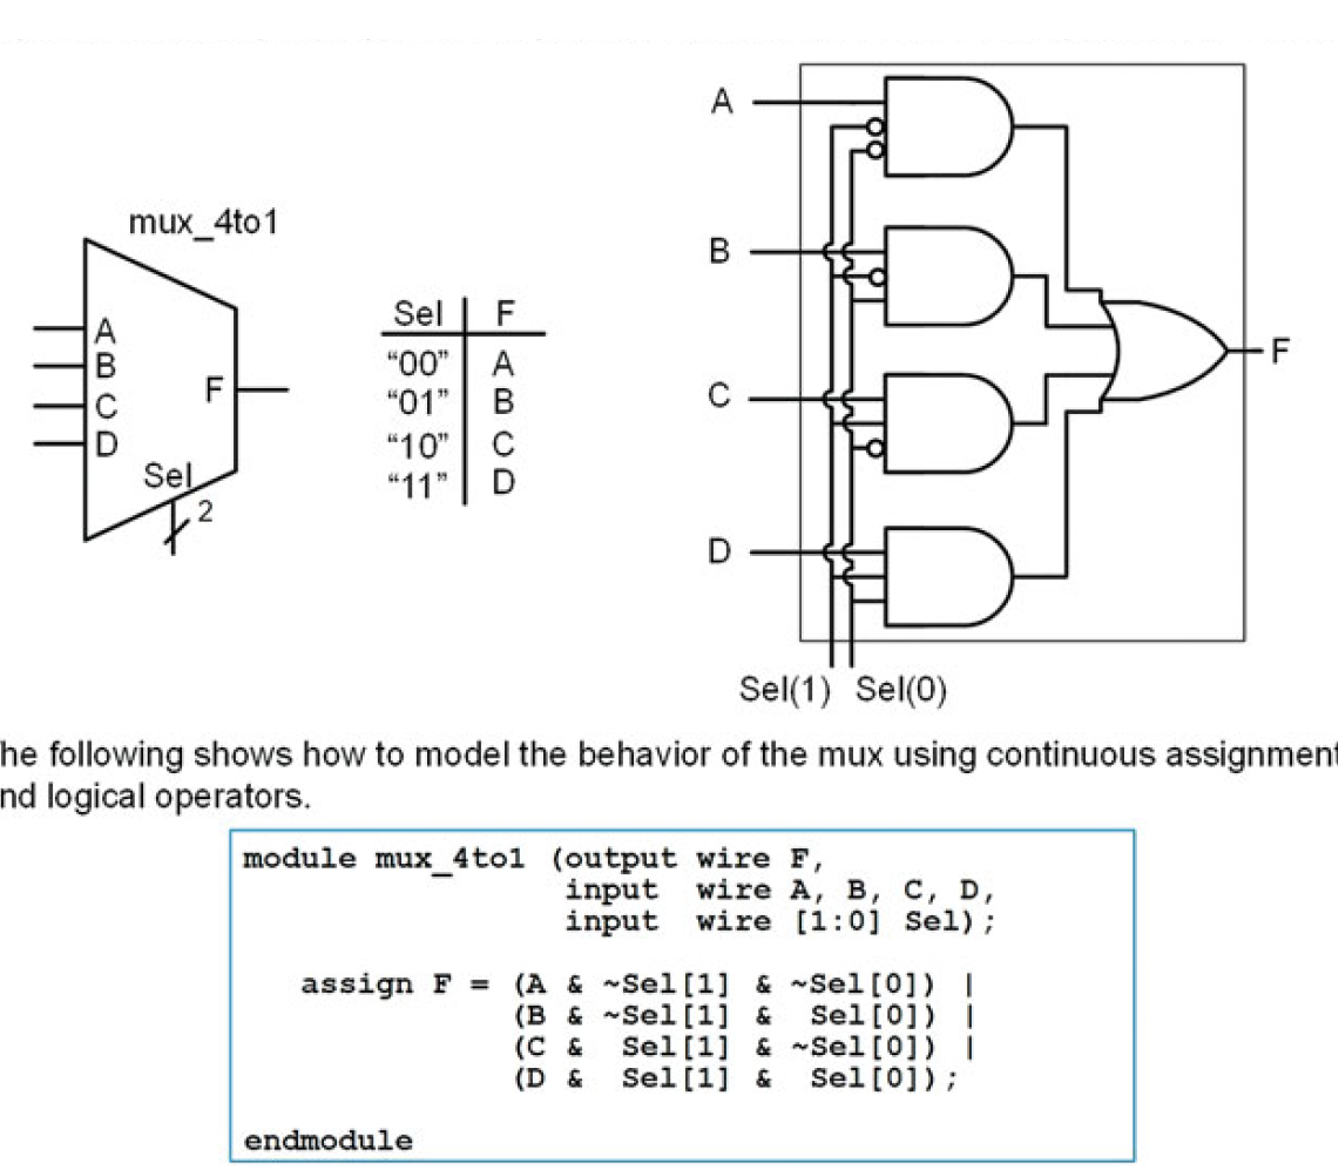 mux_4to1
A
B
C
D
F
Sel
2
Sel F
“00” A
“01” B
“10” C
“11” D
A
B
C
D
F
Sel(1) Sel(0)
he following shows how to model the behavior of the mux using continuous assignment
nd logical operators.
module mux_4to1 (output wire F,
input wire A, B, C, D,
input wire [1:0] Sel);
assign F = (A & ~Sel[1] & ~Sel[0]) |
(B & ~Sel[1] & Sel[0]) |
(C & Sel[1] & ~Sel[0]) |
(D & Sel[1] & Sel[0]);
endmodule